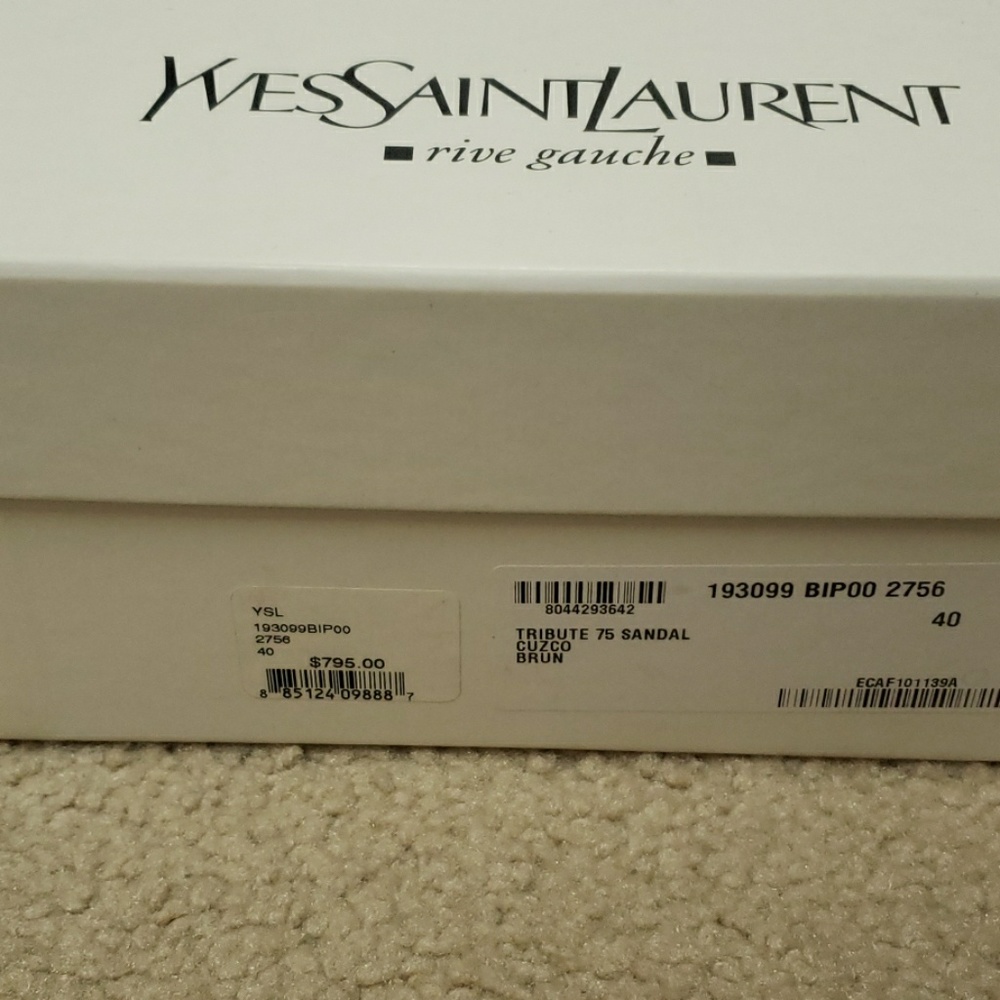 YVESSAINTLAURENT
rive gauche
YSL
193099BIP00
2756
40
$795.00
8 85124 09888 7
8044293642
193099 BIP00 2756
40
TRIBUTE 75 SANDAL
CUZCO
BRUN
ECAF101139A